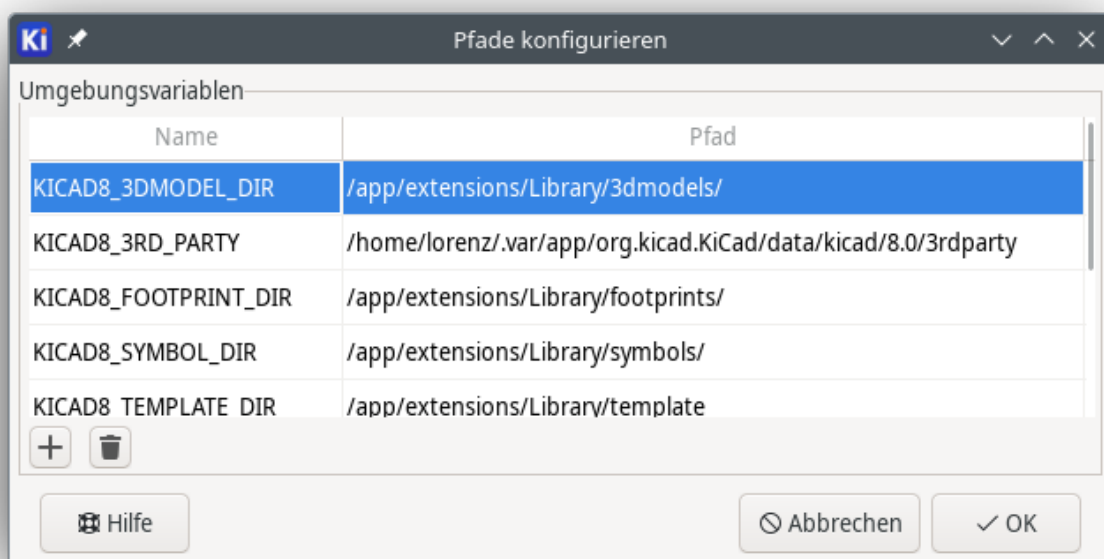 Ki Pfade konfigurieren
Umgebungsvariablen
Name Pfad
KICAD8_3DMODEL_DIR /app/extensions/Library/3dmodels/
KICAD8_3RD_PARTY /home/lorenz/.var/app/org.kicad.KiCad/data/kicad/8.0/3rdparty
KICAD8_FOOTPRINT_DIR /app/extensions/Library/footprints/
KICAD8_SYMBOL_DIR /app/extensions/Library/symbols/
KICAD8_TEMPLATE_DIR /app/extensions/Library/template
Hilfe Abbrechen OK